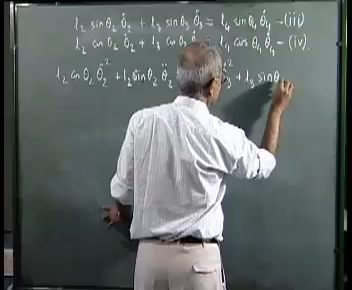 l₂ sinθ₂ θ̇₂ + l₃ sinθ₃ θ̇₃ = l₄ sinθ₄ θ̇₄ –(iii)
l₂ cosθ₂ θ̇₂ + l₃ cosθ₃ l₄ cosθ₄ θ̇₄ –(iv).
l₂ cosθ₂ θ̇₂² + l₂ sinθ₂ θ̈₂ θ̇₃² + l₃ sinθ